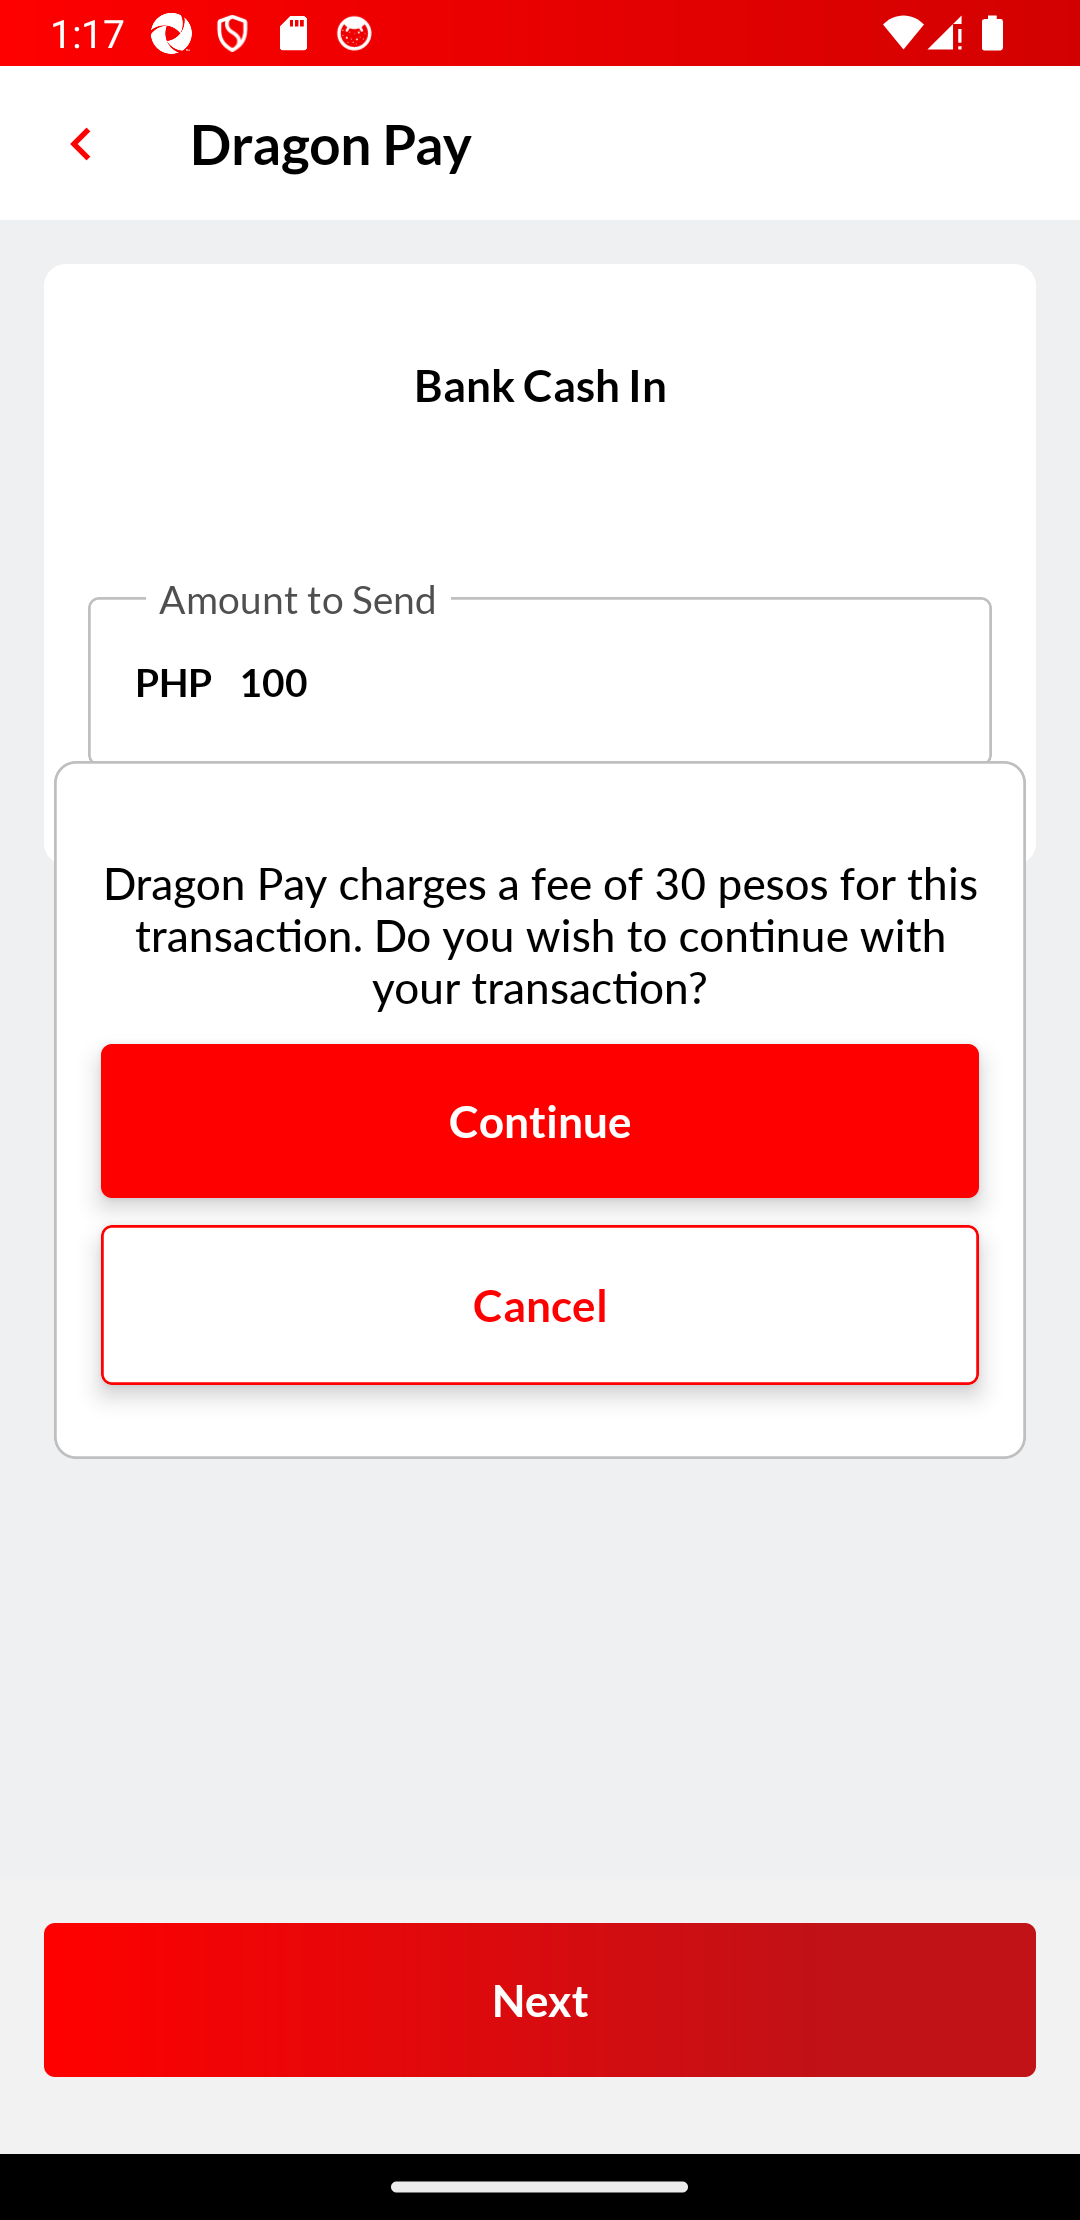 1:17
Dragon Pay
Bank Cash In
Amount to Send
PHP 100
Dragon Pay charges a fee of 30 pesos for this
transaction. Do you wish to continue with
your transaction?
Continue
Cancel
Next